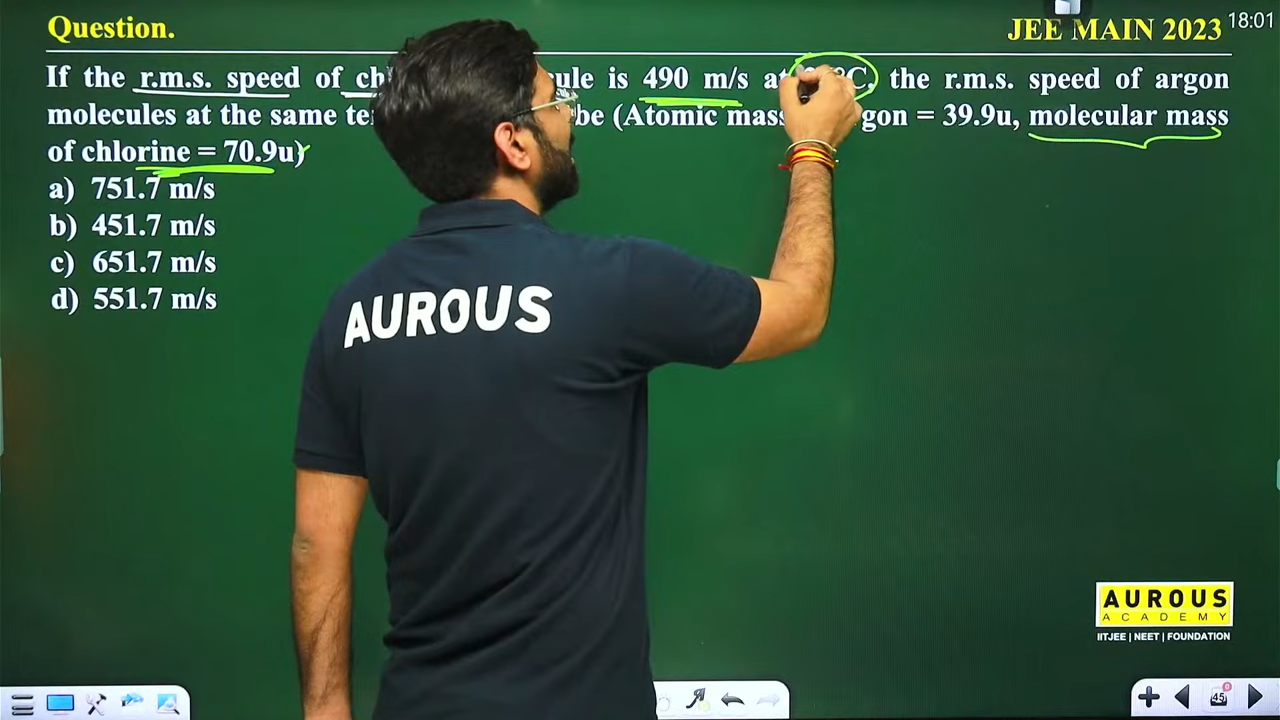 Question.
JEE MAIN 2023
18:01
If the r.m.s. speed of ch ule is 490 m/s at °C, the r.m.s. speed of argon
molecules at the same te be (Atomic mass gon = 39.9u, molecular mass
of chlorine = 70.9u)
a) 751.7 m/s
b) 451.7 m/s
c) 651.7 m/s
d) 551.7 m/s
AUROUS
AUROUS
ACADEMY
IITJEE | NEET | FOUNDATION
45